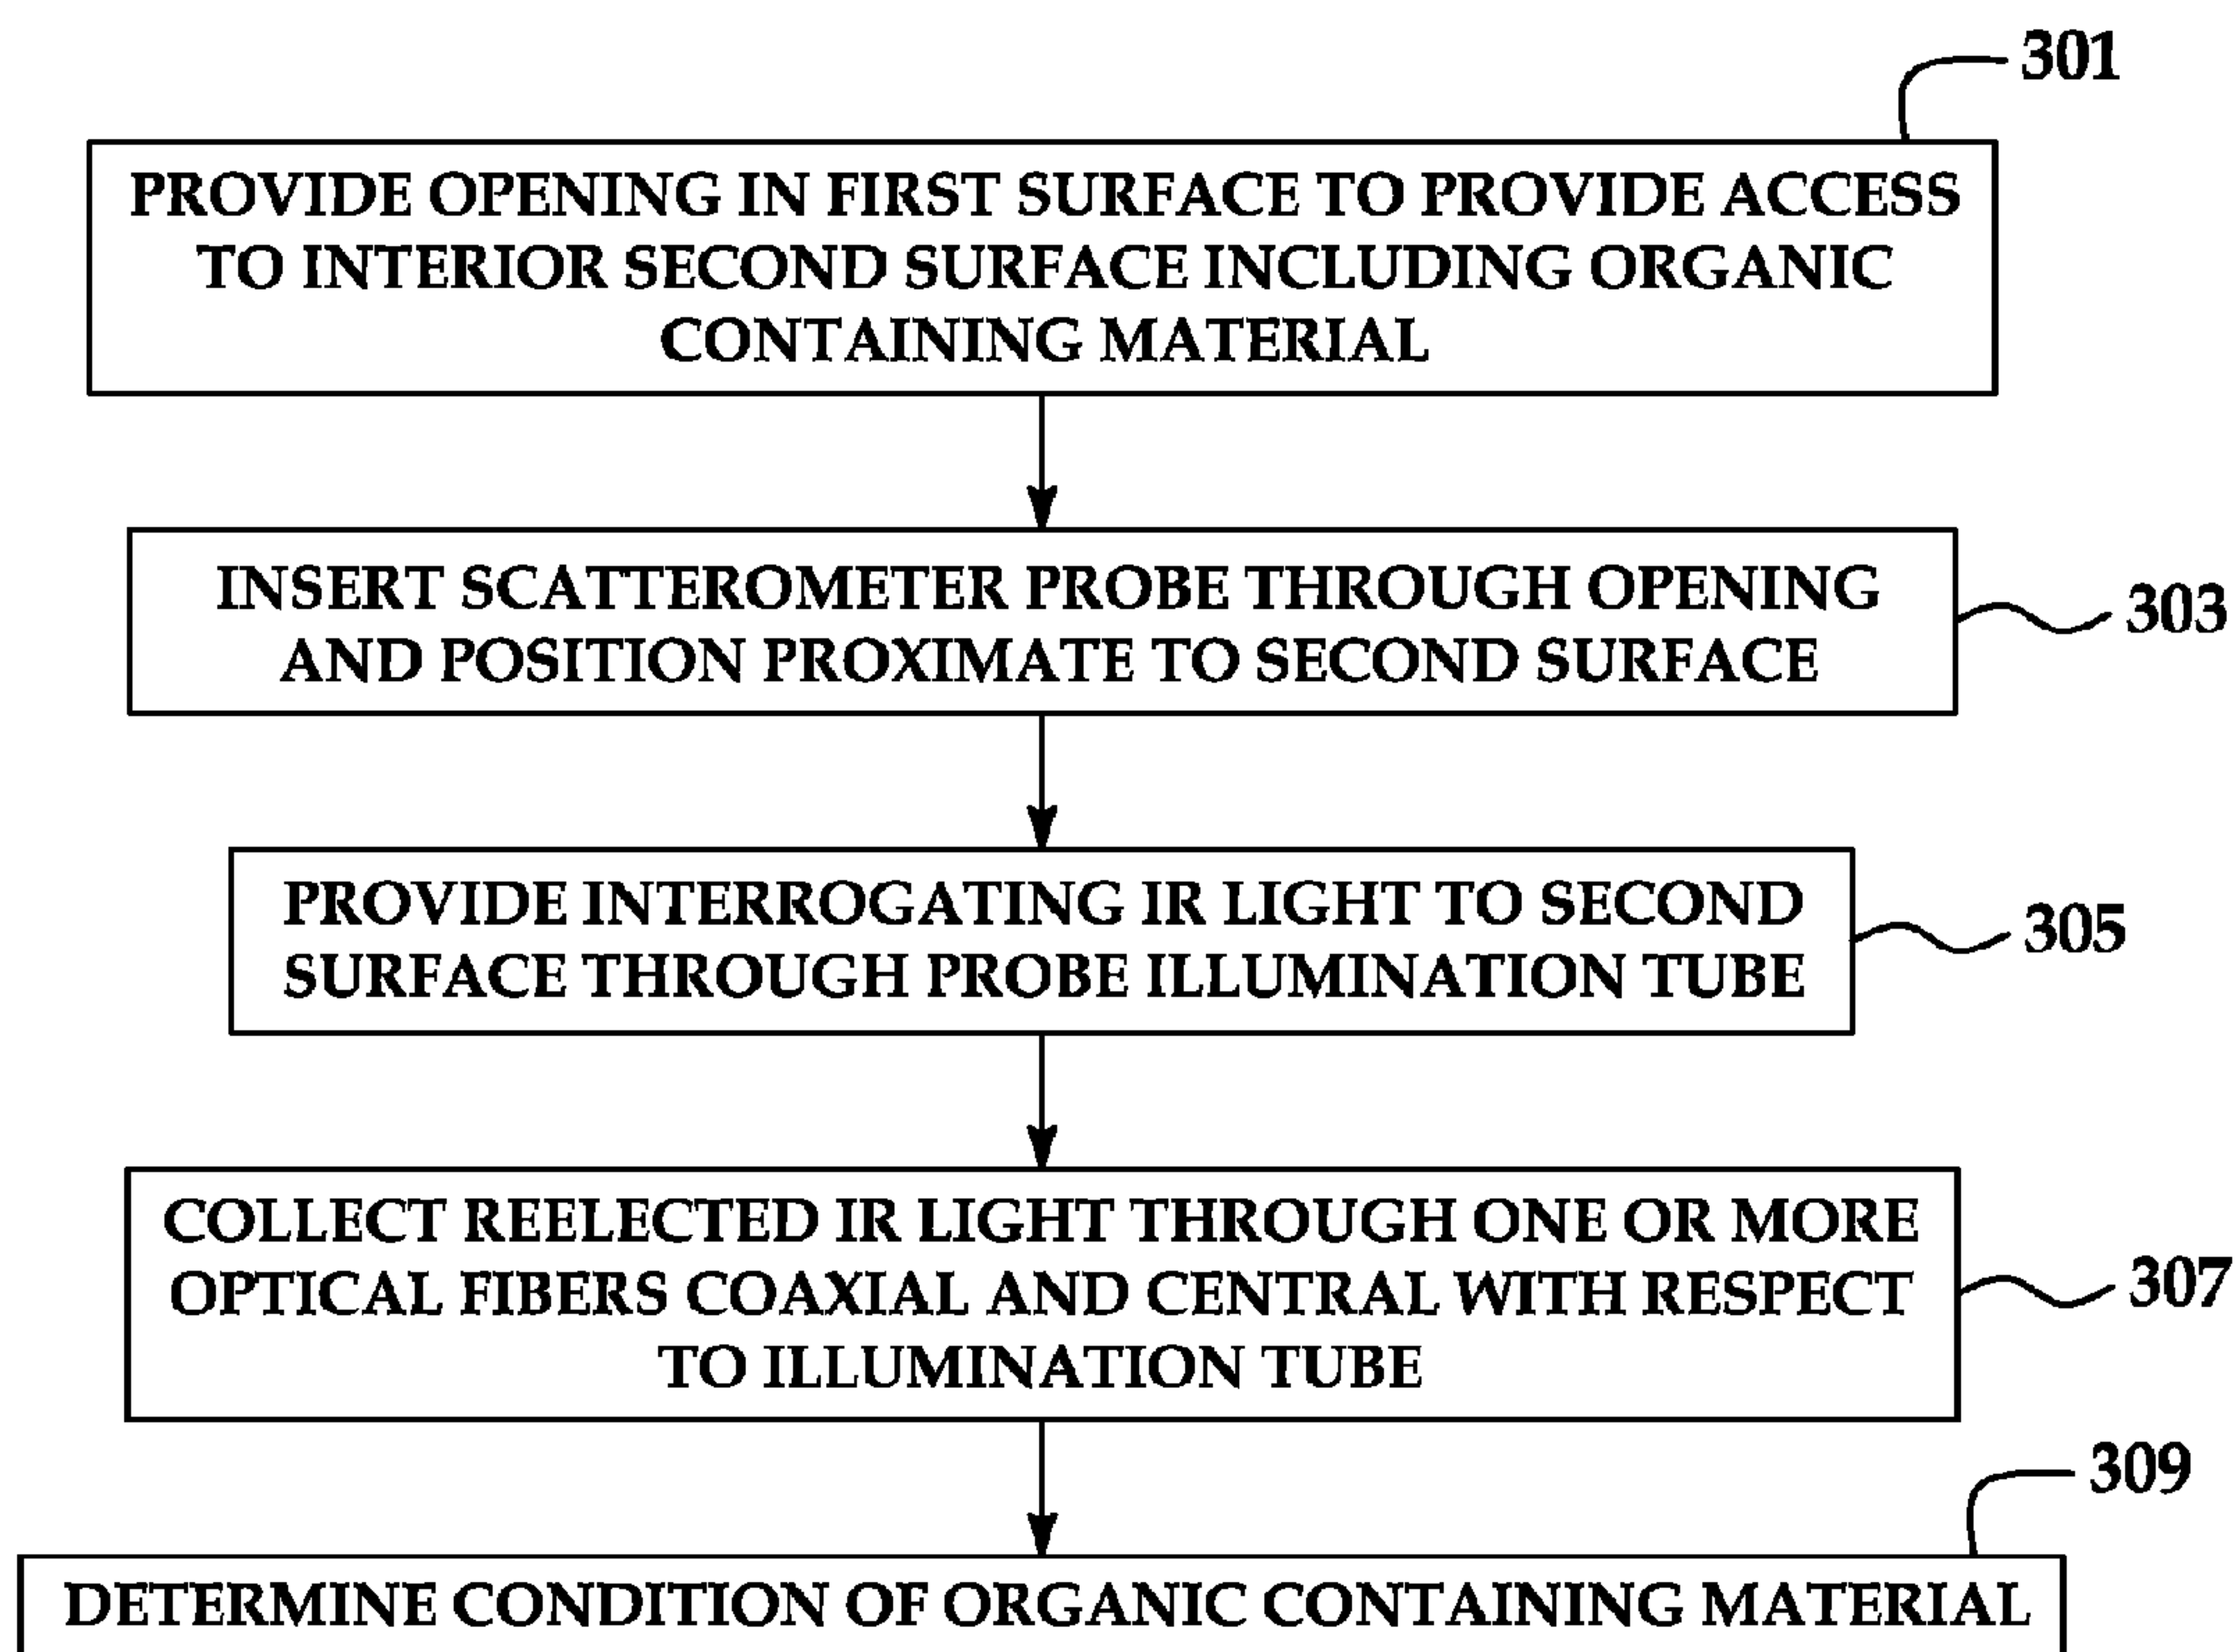 301
PROVIDE OPENING IN FIRST SURFACE TO PROVIDE ACCESS
TO INTERIOR SECOND SURFACE INCLUDING ORGANIC
CONTAINING MATERIAL
INSERT SCATTEROMETER PROBE THROUGH OPENING
AND POSITION PROXIMATE TO SECOND SURFACE
303
PROVIDE INTERROGATING IR LIGHT TO SECOND
SURFACE THROUGH PROBE ILLUMINATION TUBE
305
COLLECT REELECTED IR LIGHT THROUGH ONE OR MORE
OPTICAL FIBERS COAXIAL AND CENTRAL WITH RESPECT
TO ILLUMINATION TUBE
307
309
DETERMINE CONDITION OF ORGANIC CONTAINING MATERIAL